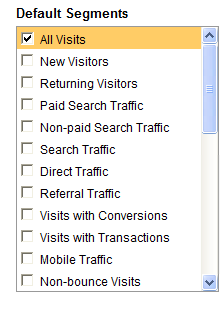 Default Segments
All Visits
New Visitors
Returning Visitors
Paid Search Traffic
Non-paid Search Traffic
Search Traffic
Direct Traffic
Referral Traffic
Visits with Conversions
Visits with Transactions
Mobile Traffic
Non-bounce Visits